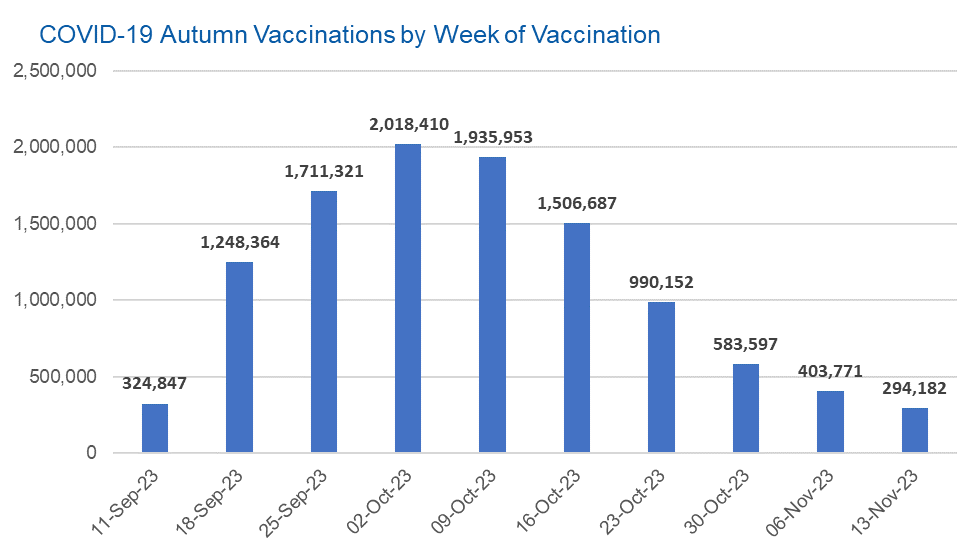 COVID-19 Autumn Vaccinations by Week of Vaccination
2,500,000
2,000,000
1,500,000
1,000,000
500,000
0
324,847
1,248,364
1,711,321
2,018,410
1,935,953
1,506,687
990,152
583,597
403,771
294,182
11-Sep-23
18-Sep-23
25-Sep-23
02-Oct-23
09-Oct-23
16-Oct-23
23-Oct-23
30-Oct-23
06-Nov-23
13-Nov-23